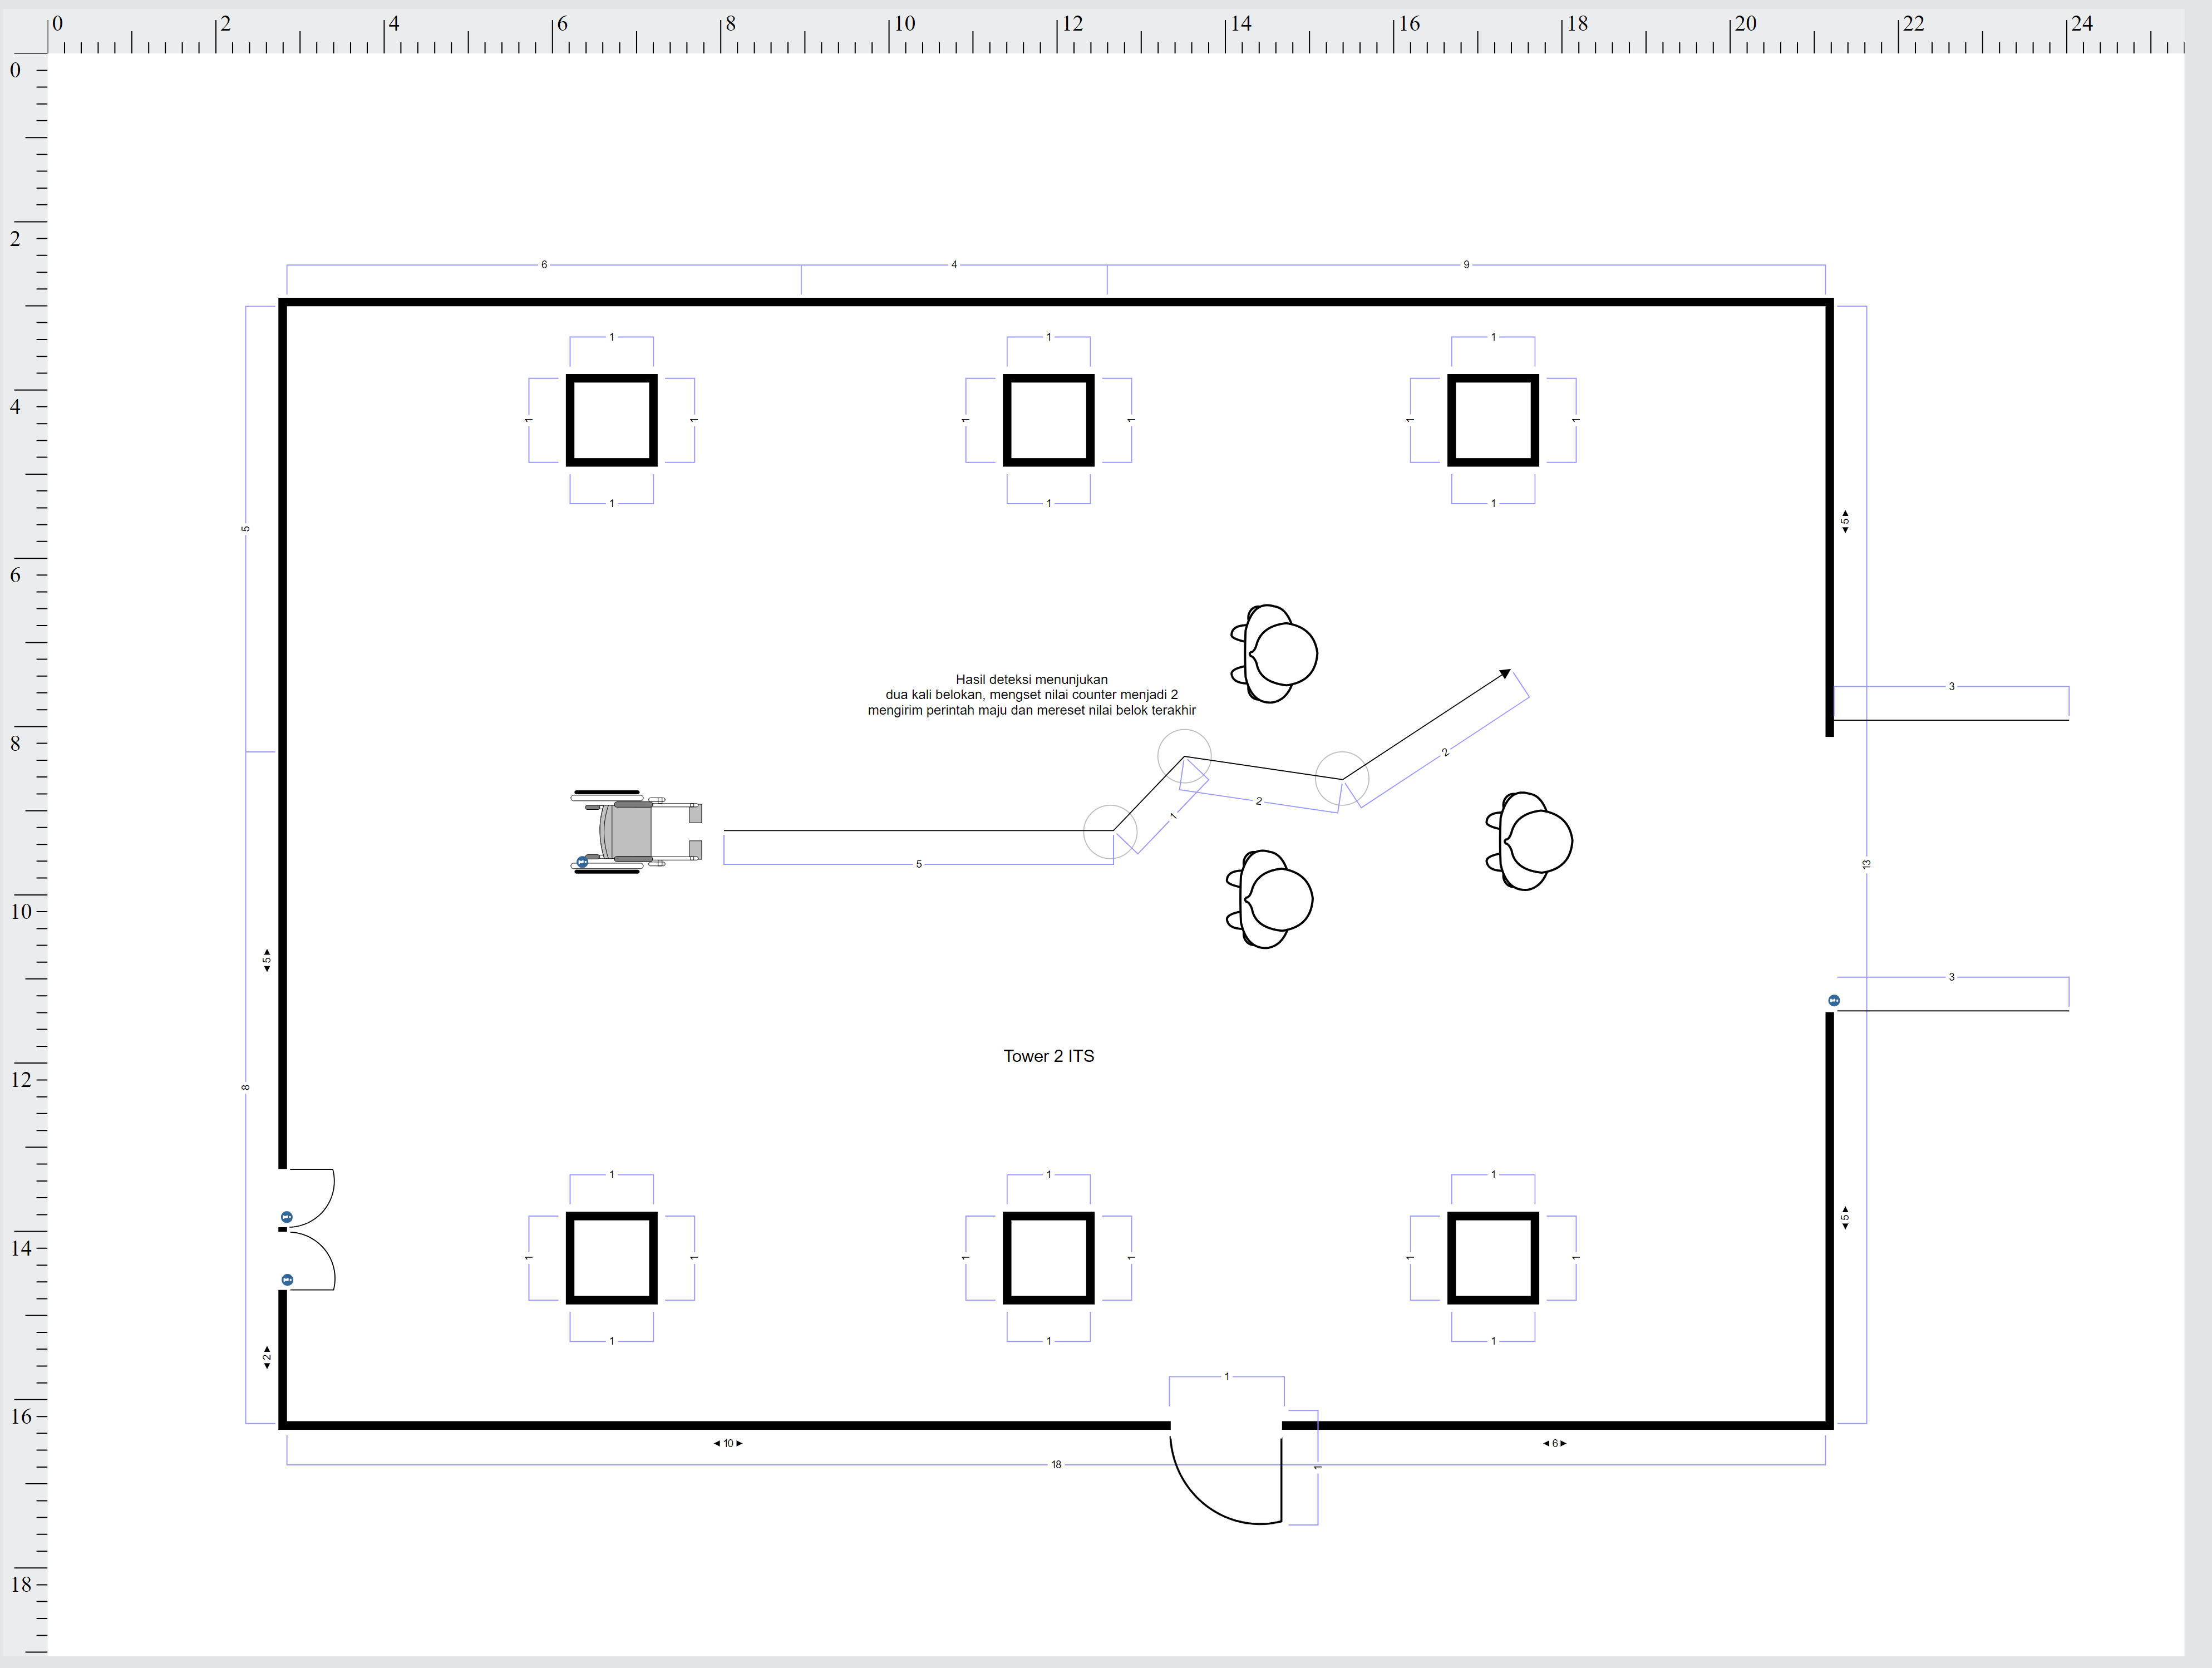 0 2 4 6 8 10 12 14 16 18 20 22 24
0
2
4
6
8
10
12
14
16
18
6 4 9
1 1 1
1 1 1 1 1 1
1 1 1
5
5
3
Hasil deteksi menunjukan
dua kali belokan, mengset nilai counter menjadi 2
mengirim perintah maju dan mereset nilai belok terakhir
2
2
1
5
13
5
3
Tower 2 ITS
8
1 1 1
5
1 1 1 1 1 1
1 1 1
2
1
10 6
18
1